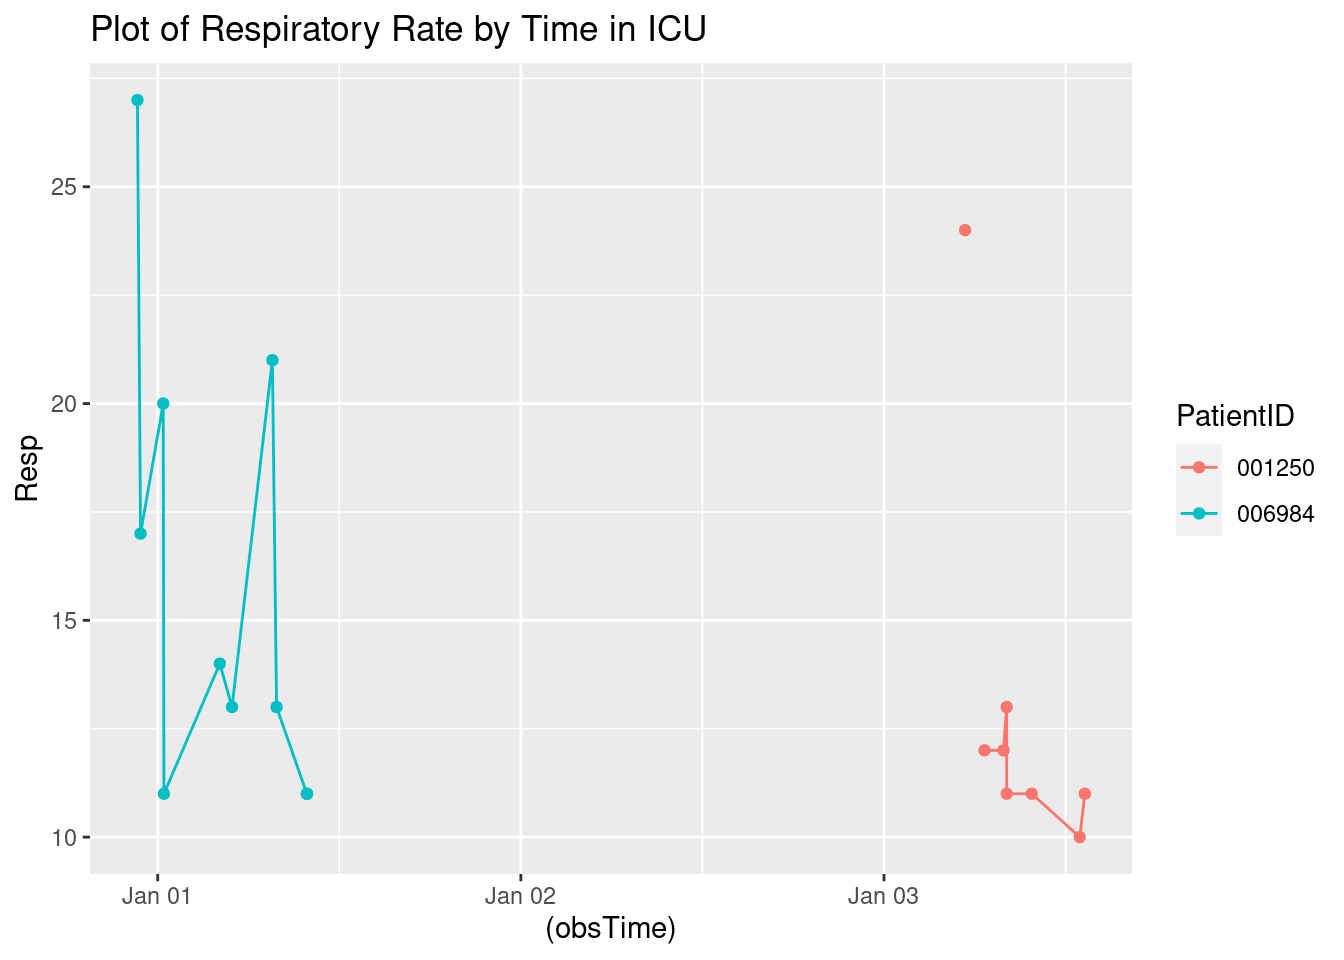 Plot of Respiratory Rate by Time in ICU
Resp
25
20
15
10
Jan 01 Jan 02 Jan 03
(obsTime)
PatientID
001250
006984